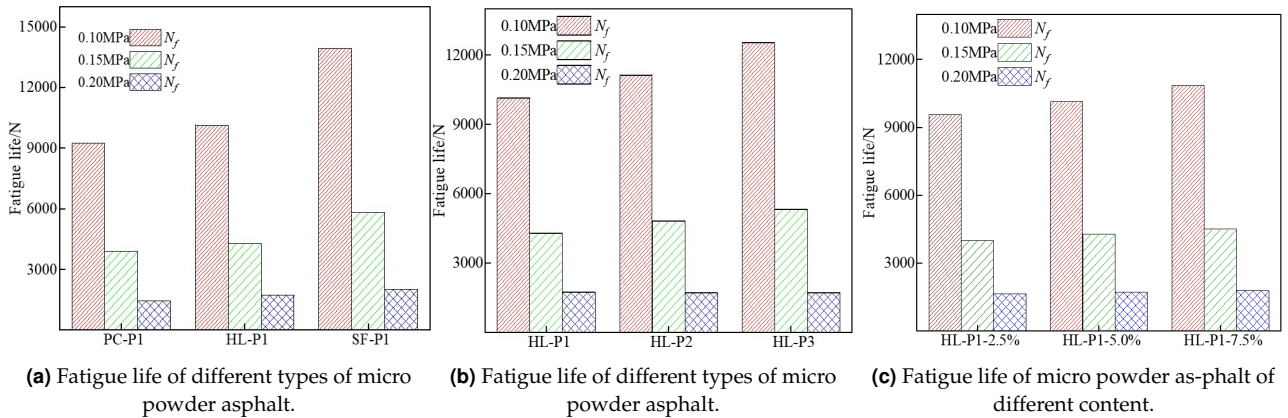 15000
12000
9000
6000
3000
Fatigue life/N
0.10MPa N_f
0.15MPa N_f
0.20MPa N_f
PC-P1 HL-P1 SF-P1
(a) Fatigue life of different types of micro
powder asphalt.
12000
9000
6000
3000
Fatigue life/N
0.10MPa N_f
0.15MPa N_f
0.20MPa N_f
HL-P1 HL-P2 HL-P3
(b) Fatigue life of different types of micro
powder asphalt.
12000
9000
6000
3000
Fatigue life/N
0.10MPa N_f
0.15MPa N_f
0.20MPa N_f
HL-P1-2.5% HL-P1-5.0% HL-P1-7.5%
(c) Fatigue life of micro powder as-phalt of
different content.